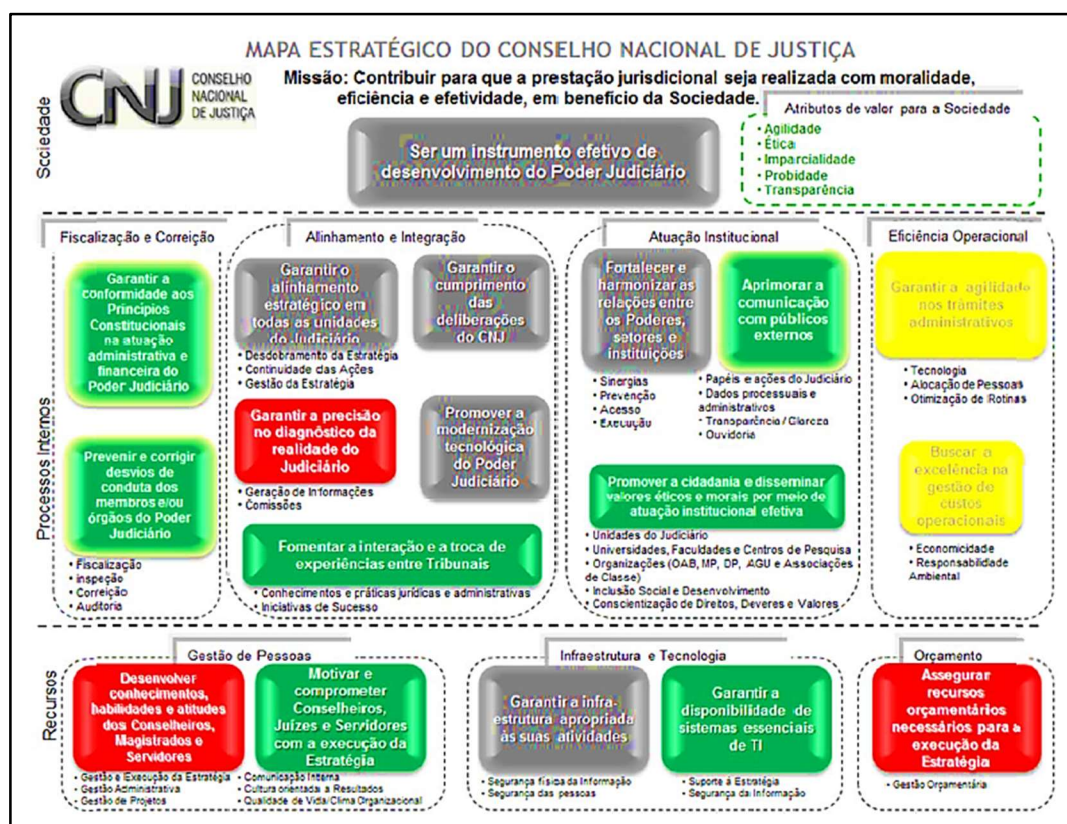 MAPA ESTRATÉGICO DO CONSELHO NACIONAL DE JUSTIÇA
CNJ
CONSELHO
NACIONAL
DE JUSTIÇA
Missão: Contribuir para que a prestação jurisdicional seja realizada com moralidade,
eficiência e efetividade, em benefício da Sociedade.
Sociedade
Ser um instrumento efetivo de
desenvolvimento do Poder Judiciário
Atributos de valor para a Sociedade
• Agilidade
• Ética
• Imparcialidade
• Probidade
• Transparência
Processos Internos
Fiscalização e Correição
Garantir a
conformidade aos
Princípios
Constitucionais
na atuação
administrativa e
financeira do
Poder Judiciário
Prevenir e corrigir
desvios de
conduta dos
membros e/ou
órgãos do Poder
Judiciário
• Fiscalização
• inspeção
• Correição
• Auditoria
Alinhamento e Integração
Garantir o
alinhamento
estratégico em
todas as unidades
do Judiciário
• Desdobramento da Estratégia
• Continuidade das Ações
• Gestão da Estratégia
Garantir o
cumprimento
das
deliberações
do CNJ
Garantir a precisão
no diagnóstico da
realidade do
Judiciário
• Geração de Informações
• Comissões
Promover a
modernização
tecnológica
do Poder
Judiciário
Fomentar a interação e a troca de
experiências entre Tribunais
• Conhecimentos e práticas jurídicas e administrativas
• Iniciativas de Sucesso
Atuação Institucional
Fortalecer e
harmonizar as
relações entre
os Poderes,
setores e
instituições
• Sinergias
• Prevenção
• Acesso
• Execução
Aprimorar a
comunicação
com públicos
externos
• Papéis e ações do Judiciário
• Dados processuais e
administrativos
• Transparência / Clareza
• Ouvidoria
Promover a cidadania e disseminar
valores éticos e morais por meio de
atuação institucional efetiva
• Unidades do Judiciário
• Universidades, Faculdades e Centros de Pesquisa
• Organizações (OAB, MP, DP, AGU e Associações
de Classe)
• Inclusão Social e Desenvolvimento
• Conscientização de Direitos, Deveres e Valores
Eficiência Operacional
Garantir a agilidade
nos trâmites
administrativos
• Tecnologia
• Alocação de Pessoas
• Otimização de Rotinas
Buscar a
excelência na
gestão de
custos
operacionais
• Economicidade
• Responsabilidade
Ambiental
Recursos
Gestão de Pessoas
Desenvolver
conhecimentos,
habilidades e atitudes
dos Conselheiros,
Magistrados e
Servidores
• Gestão e Execução da Estratégia
• Gestão Administrativa
• Gestão de Projetos
Motivar e
comprometer
Conselheiros,
Juízes e Servidores
com a execução da
Estratégia
• Comunicação Interna
• Cultura orientada a Resultados
• Qualidade de Vida/Clima Organizacional
Infraestrutura e Tecnologia
Garantir a infra-
estrutura apropriada
às suas atividades
• Segurança física da Informação
• Segurança das pessoas
Garantir a
disponibilidade de
sistemas essenciais
de TI
• Suporte à Estratégia
• Segurança da Informação
Orçamento
Assegurar
recursos
orçamentários
necessários para a
execução da
Estratégia
• Gestão Orçamentária